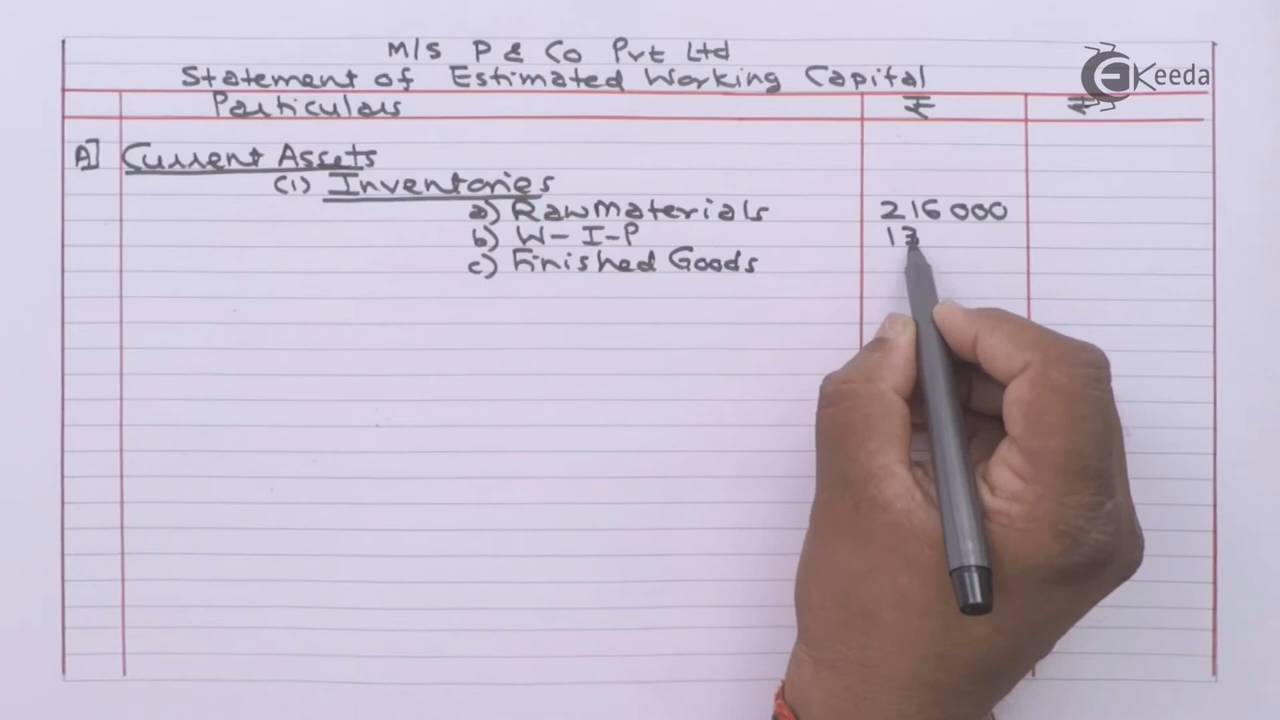 M/S P & Co Pvt Ltd
Statement of Estimated Working Capital
Particulars ₹ ₹
A] Current Assets
(1) Inventories
a) Raw Materials 216000
b) W-I-P 13
c) Finished Goods
EKeeda